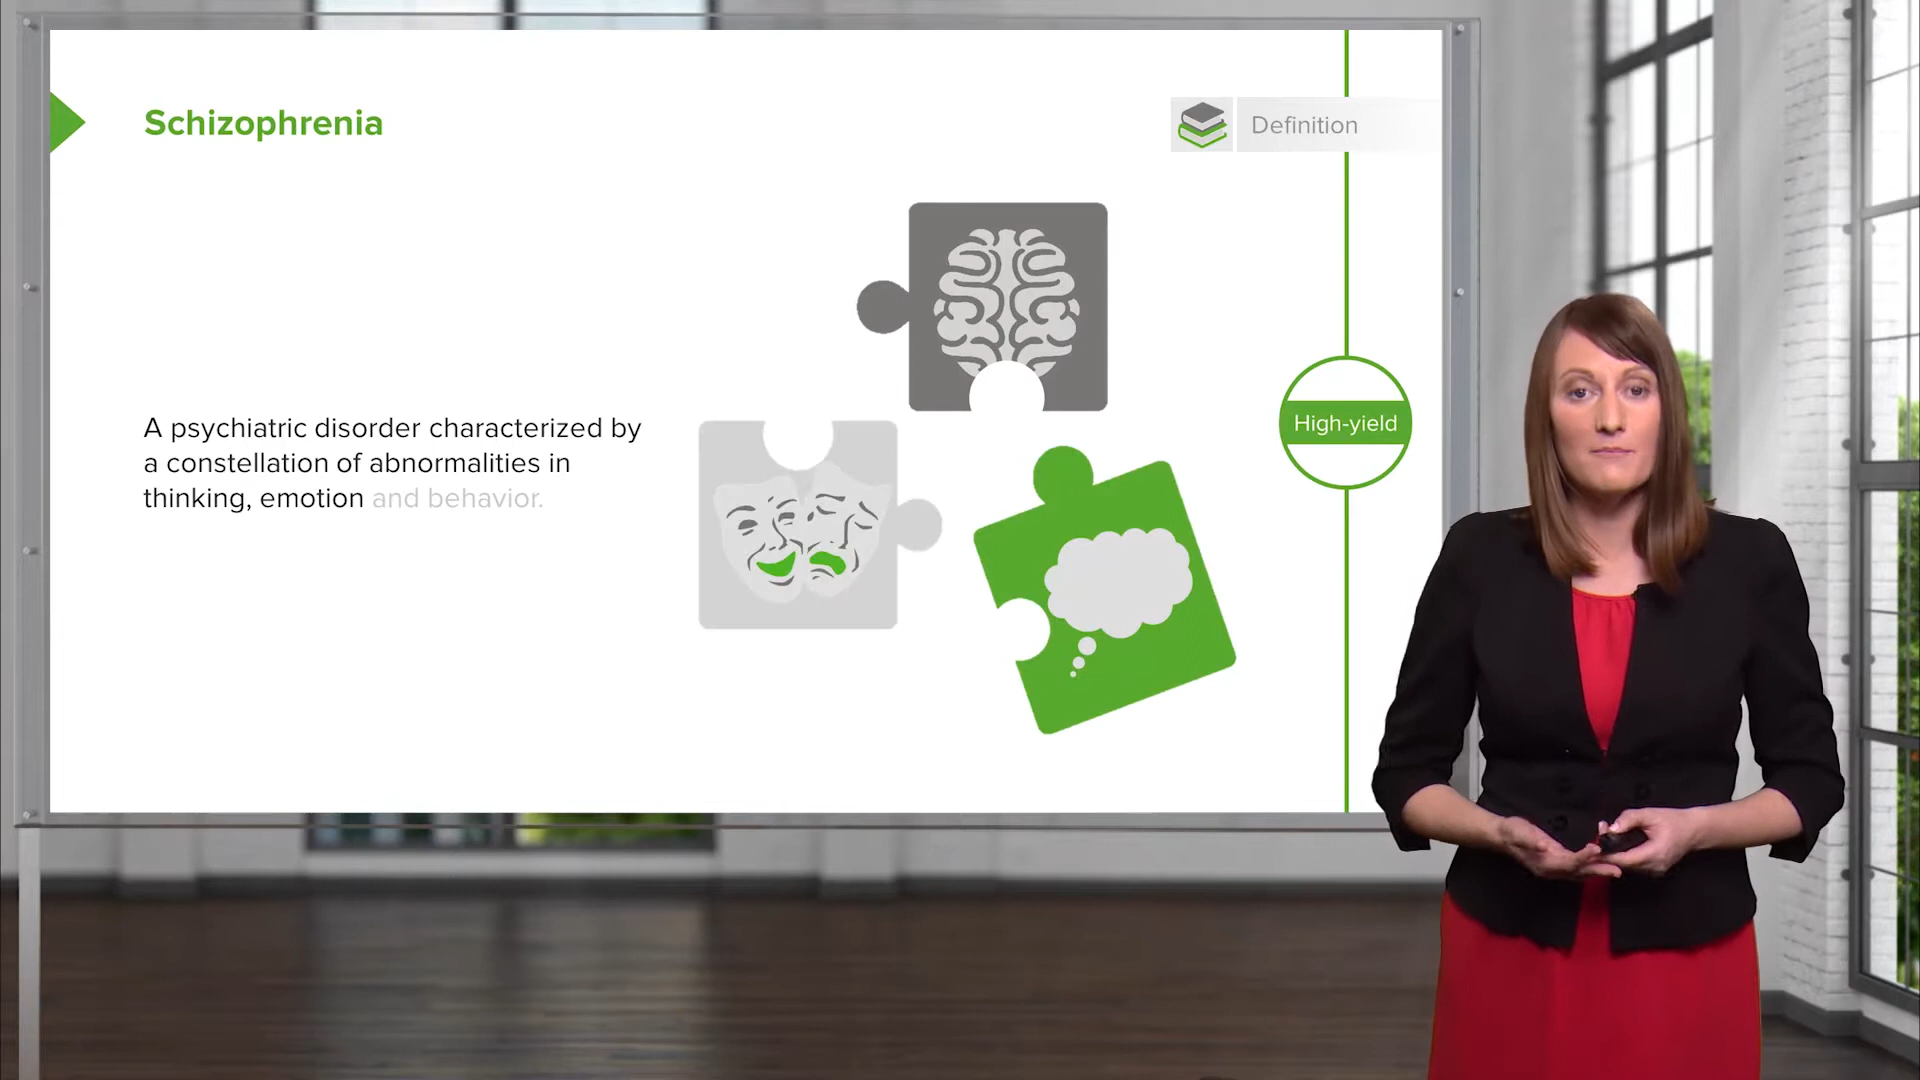 Schizophrenia
Definition
A psychiatric disorder characterized by
a constellation of abnormalities in
thinking, emotion and behavior.
High-yield